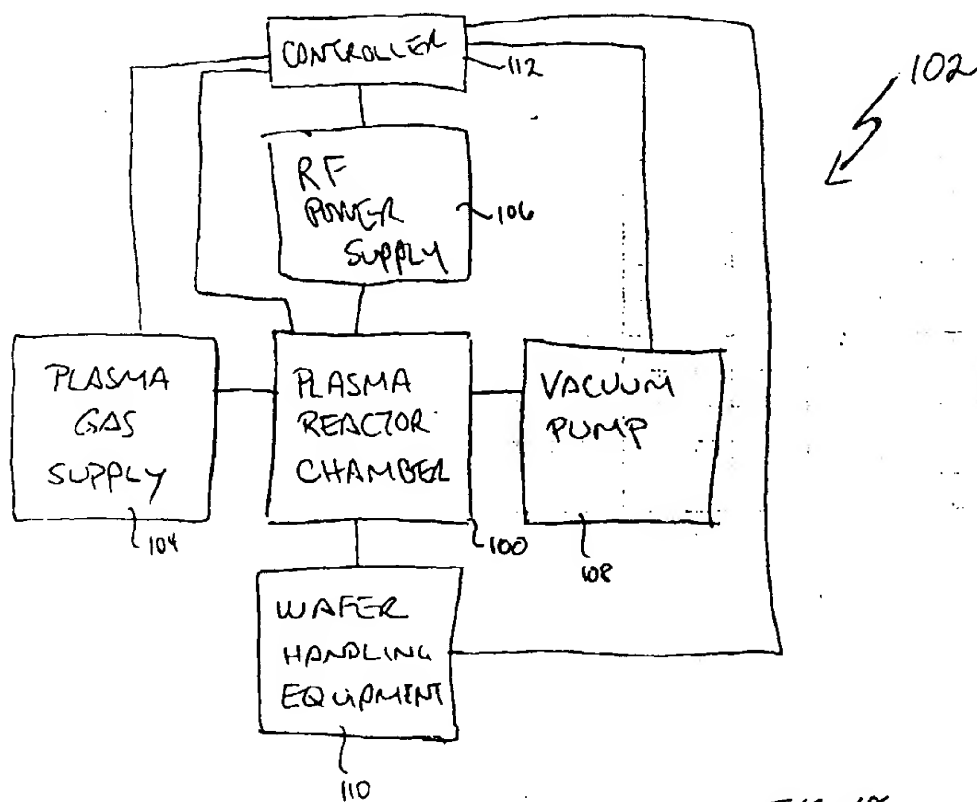 CONTROLLER
112
102
RF
POWER
SUPPLY
106
PLASMA
GAS
SUPPLY
104
PLASMA
REACTOR
CHAMBER
100
VACUUM
PUMP
108
WAFER
HANDLING
EQUIPMENT
110